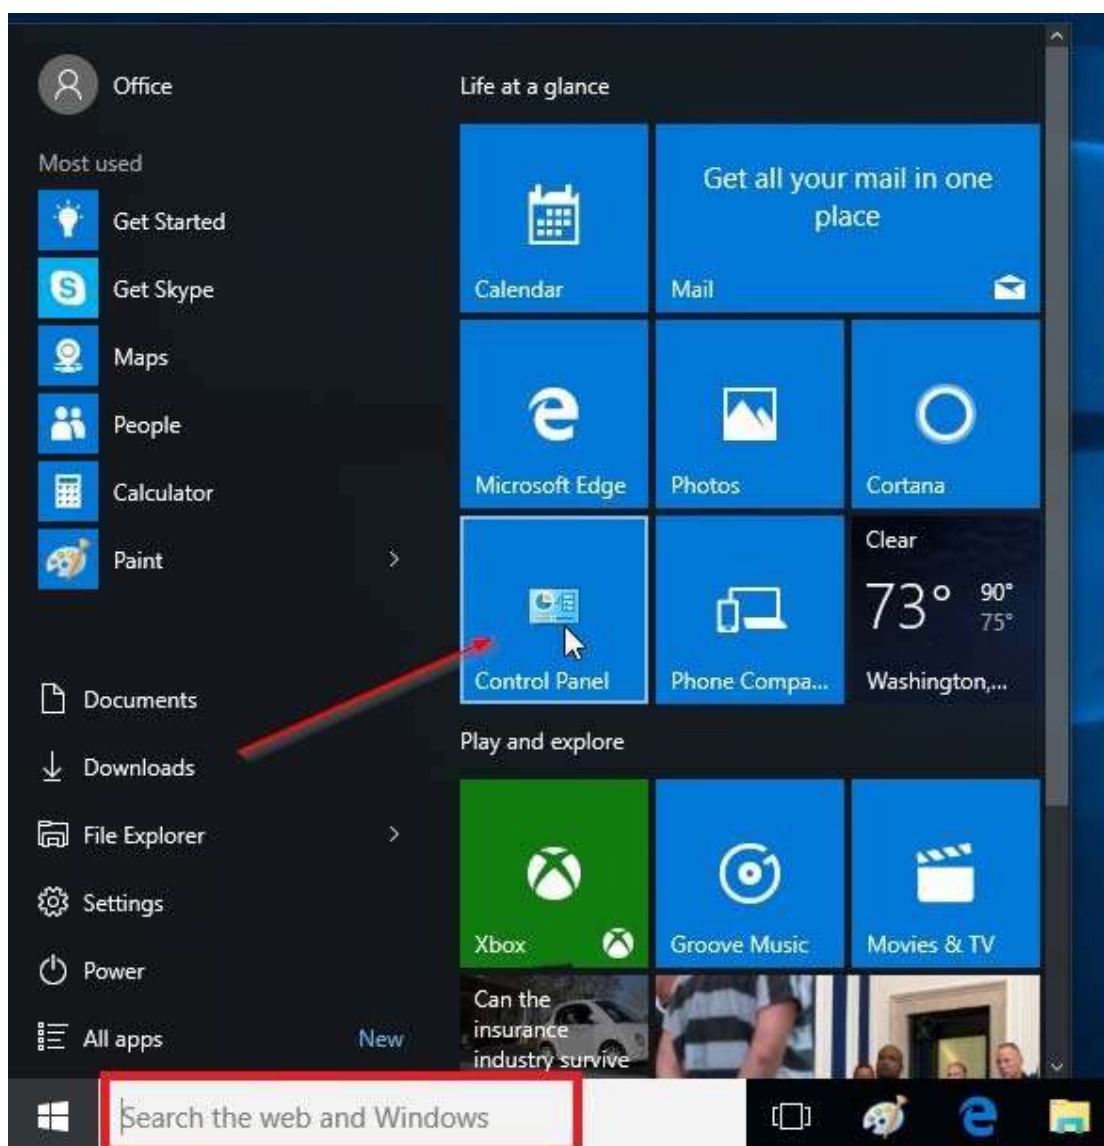 Office
Most used
Get Started
Get Skype
Maps
People
Calculator
Paint
Documents
Downloads
File Explorer
Settings
Power
All apps New
Life at a glance
Calendar
Get all your mail in one
place
Mail
Microsoft Edge
Photos
Cortana
Control Panel
Phone Compa...
Clear
73° 90°
75°
Washington,...
Play and explore
Xbox
Groove Music
Movies & TV
Can the
insurance
industry survive
Search the web and Windows